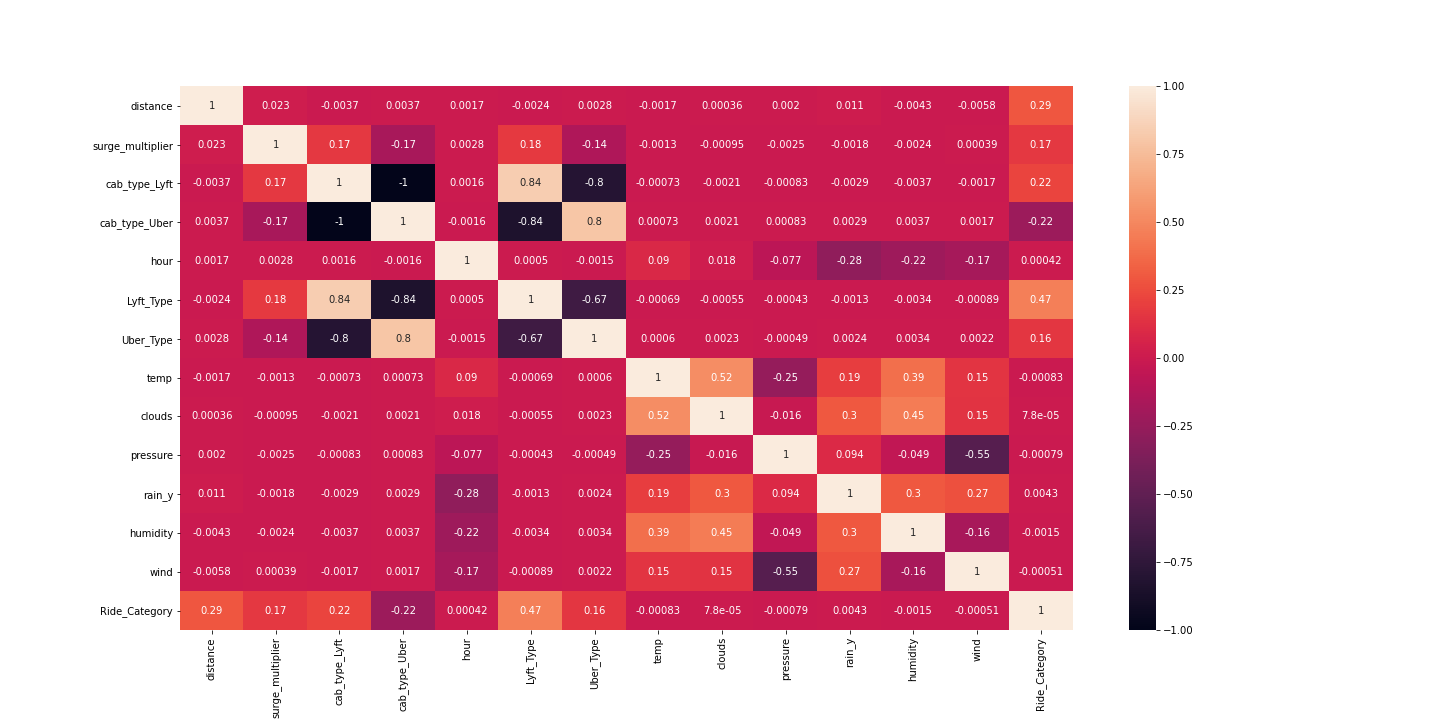 distance 1 0.023 -0.0037 0.0037 0.0017 -0.0024 0.0028 -0.0017 0.00036 0.002 0.011 -0.0043 -0.0058 0.29 1.00
surge_multiplier 0.023 1 0.17 -0.17 0.0028 0.18 -0.14 -0.0013 -0.00095 -0.0025 -0.0018 -0.0024 0.00039 0.17 0.75
cab_type_Lyft -0.0037 0.17 1 -1 0.0016 0.84 -0.8 -0.00073 -0.0021 -0.00083 -0.0029 -0.0037 -0.0017 0.22
cab_type_Uber 0.0037 -0.17 -1 1 -0.0016 -0.84 0.8 0.00073 0.0021 0.00083 0.0029 0.0037 0.0017 -0.22 0.50
hour 0.0017 0.0028 0.0016 -0.0016 1 0.0005 -0.0015 0.09 0.018 -0.077 -0.28 -0.22 -0.17 0.00042
Lyft_Type -0.0024 0.18 0.84 -0.84 0.0005 1 -0.67 -0.00069 -0.00055 -0.00043 -0.0013 -0.0034 -0.00089 0.47 0.25
Uber_Type 0.0028 -0.14 -0.8 0.8 -0.0015 -0.67 1 0.0006 0.0023 -0.00049 0.0024 0.0034 0.0022 0.16 0.00
temp -0.0017 -0.0013 -0.00073 0.00073 0.09 -0.00069 0.0006 1 0.52 -0.25 0.19 0.39 0.15 -0.00083
clouds 0.00036 -0.00095 -0.0021 0.0021 0.018 -0.00055 0.0023 0.52 1 -0.016 0.3 0.45 0.15 7.8e-05 −0.25
pressure 0.002 -0.0025 -0.00083 0.00083 -0.077 -0.00043 -0.00049 -0.25 -0.016 1 0.094 -0.049 -0.55 -0.00079
rain_y 0.011 -0.0018 -0.0029 0.0029 -0.28 -0.0013 0.0024 0.19 0.3 0.094 1 0.3 0.27 0.0043 −0.50
humidity -0.0043 -0.0024 -0.0037 0.0037 -0.22 -0.0034 0.0034 0.39 0.45 -0.049 0.3 1 -0.16 -0.0015
wind -0.0058 0.00039 -0.0017 0.0017 -0.17 -0.00089 0.0022 0.15 0.15 -0.55 0.27 -0.16 1 -0.00051 −0.75
Ride_Category 0.29 0.17 0.22 -0.22 0.00042 0.47 0.16 -0.00083 7.8e-05 -0.00079 0.0043 -0.0015 -0.00051 1 −1.00
distance surge_multiplier cab_type_Lyft cab_type_Uber hour Lyft_Type Uber_Type temp clouds pressure rain_y humidity wind Ride_Category